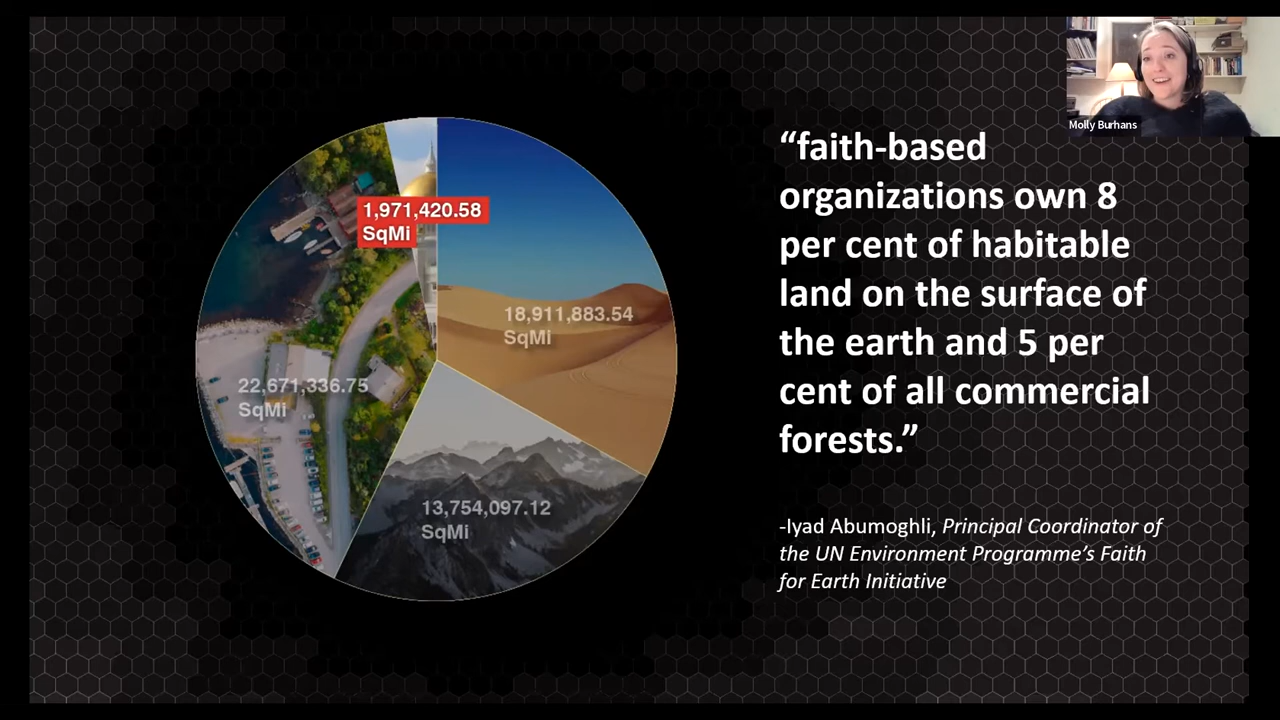 Molly Burhans
“faith-based
organizations own 8
per cent of habitable
land on the surface of
the earth and 5 per
cent of all commercial
forests.”
-Iyad Abumoghli, Principal Coordinator of
the UN Environment Programme’s Faith
for Earth Initiative
1,971,420.58
SqMi
18,911,883.54
SqMi
22,671,336.75
SqMi
13,754,097.12
SqMi